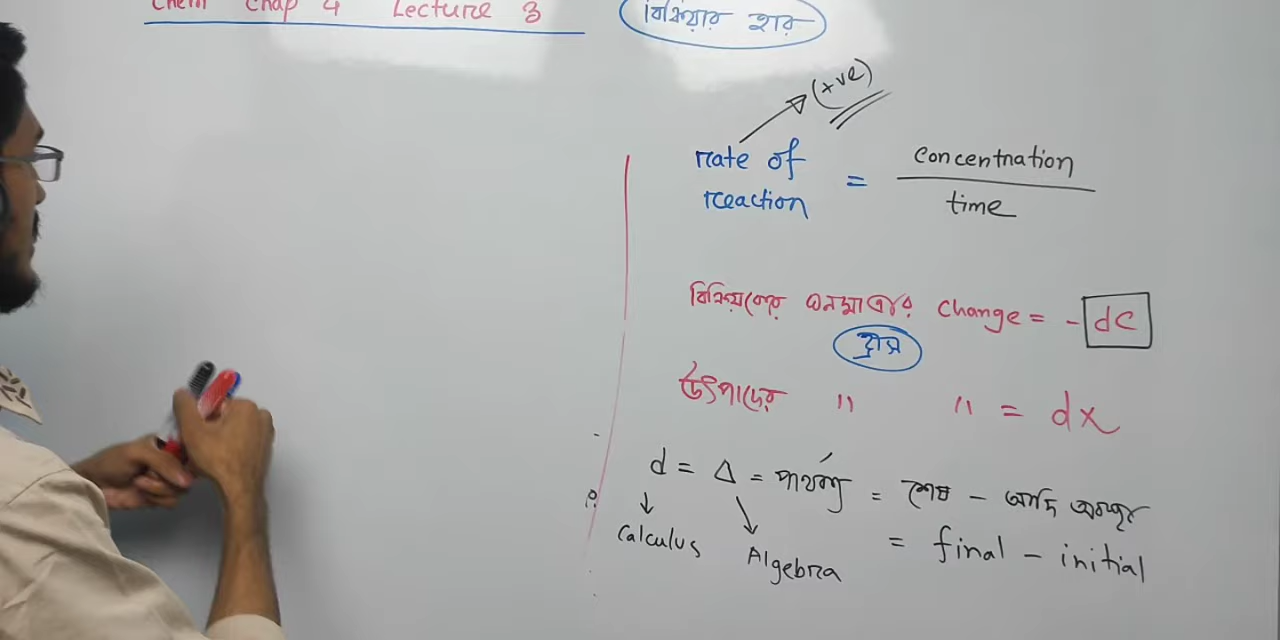 Chem Chap 4 Lecture 3
বিক্রিয়ার হার
(+ve)
rate of reaction = concentration / time
বিক্রিয়কের ঘনমাত্রার change = - dc
হ্রাস
উৎপাদের " " = dx
d = Δ = পার্থক্য = শেষ - আদি অবস্থা
Calculus Algebra = final - initial